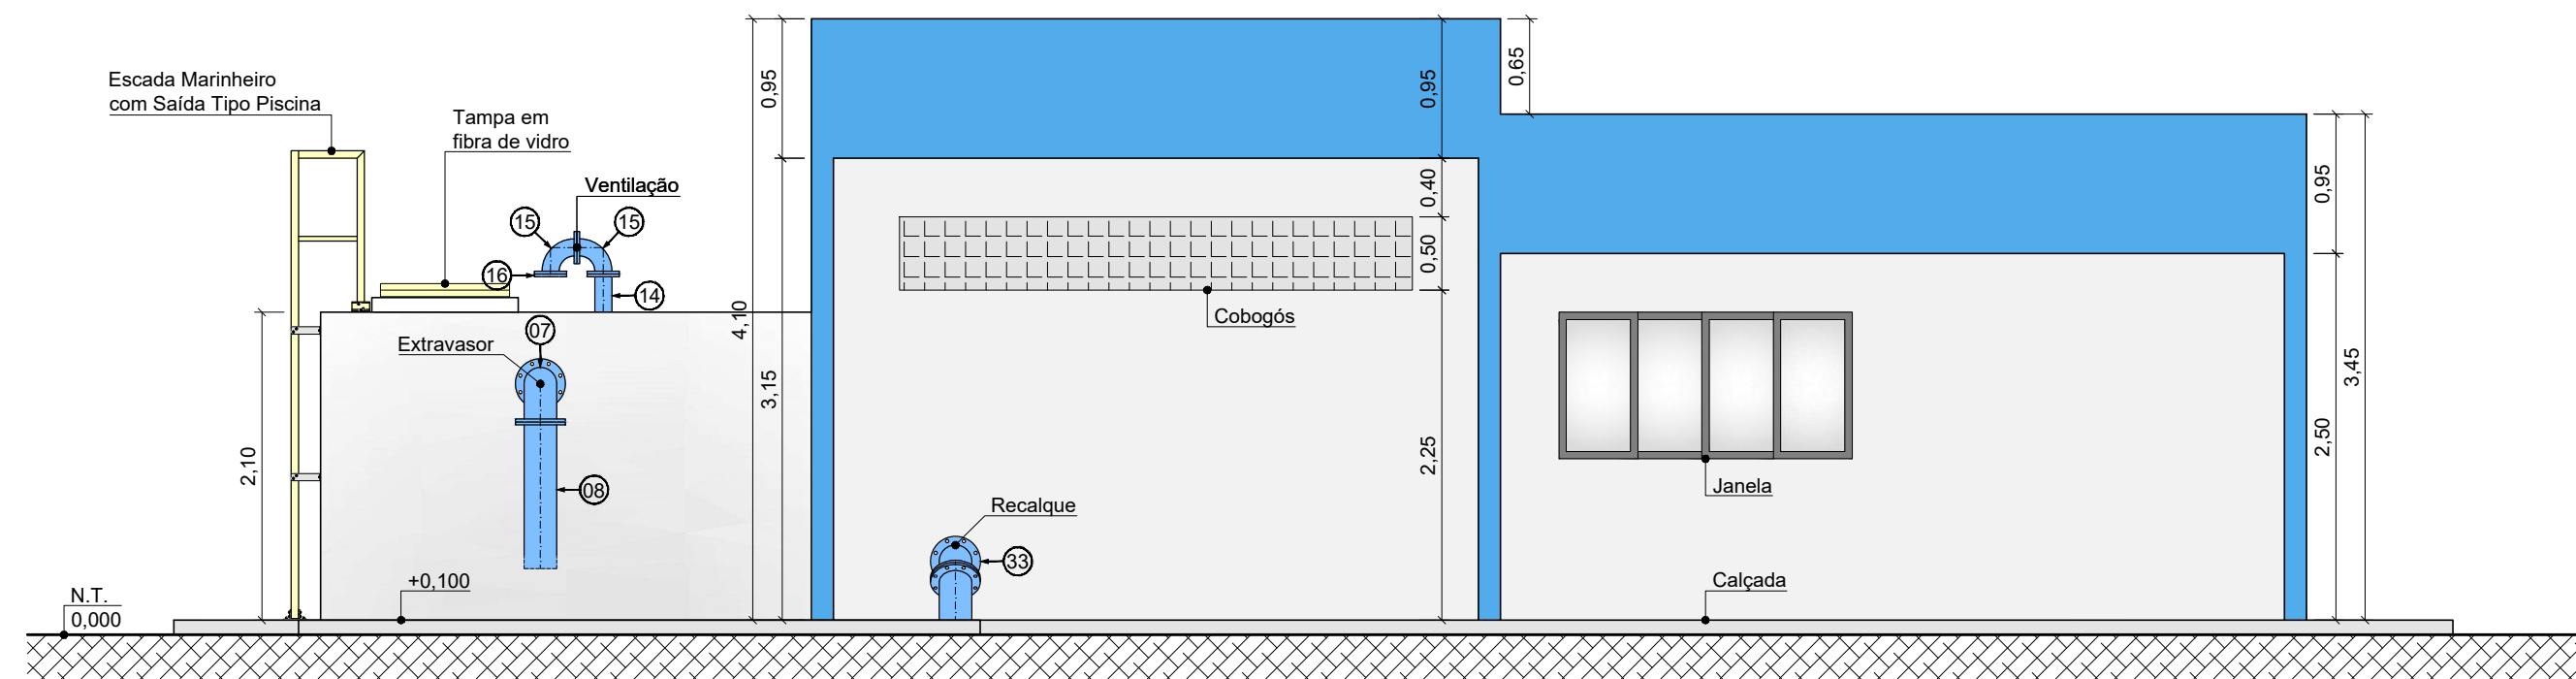 Escada Marinheiro
com Saída Tipo Piscina
Tampa em
fibra de vidro
Ventilação
15
15
16
14
07
Extravasor
08
2,10
+0,100
N.T.
0,000
4,10
0,95
3,15
0,95
0,40
0,50
2,25
Cobogós
Recalque
33
0,65
Janela
Calçada
0,95
2,50
3,45